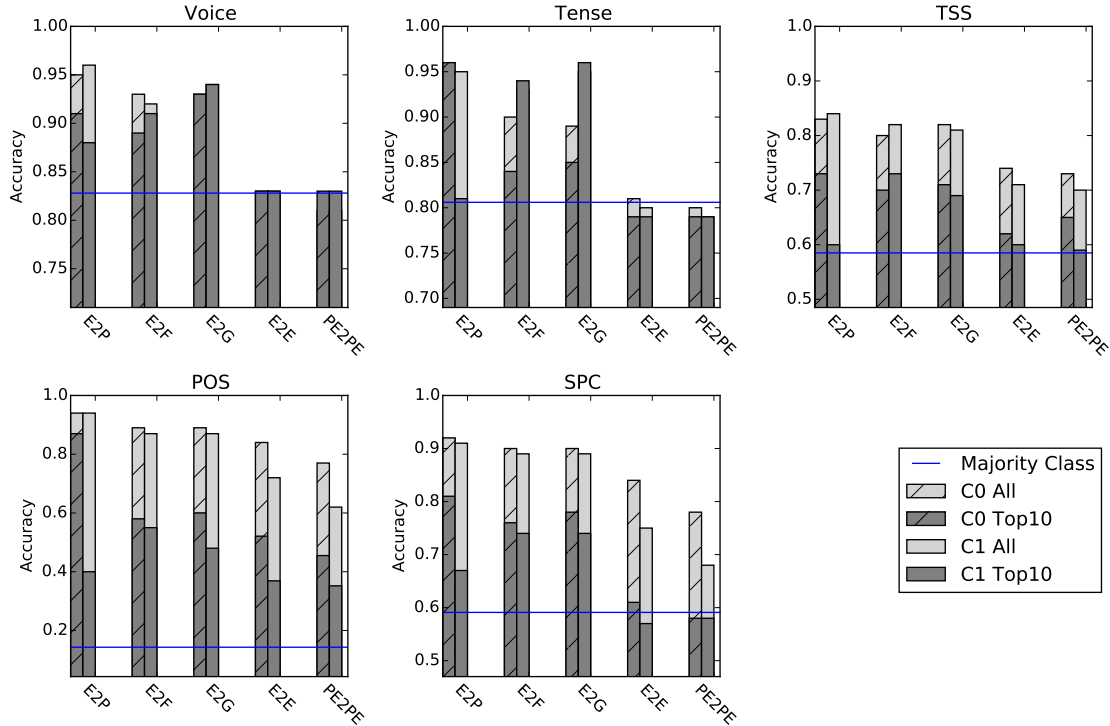 Voice
1.00
0.95
0.90
0.85
0.80
0.75
Accuracy
E2P
E2F
E2G
E2E
PE2PE
Tense
1.00
0.95
0.90
0.85
0.80
0.75
0.70
Accuracy
E2P
E2F
E2G
E2E
PE2PE
TSS
1.0
0.9
0.8
0.7
0.6
0.5
Accuracy
E2P
E2F
E2G
E2E
PE2PE
POS
1.0
0.8
0.6
0.4
0.2
Accuracy
E2P
E2F
E2G
E2E
PE2PE
SPC
1.0
0.9
0.8
0.7
0.6
0.5
Accuracy
E2P
E2F
E2G
E2E
PE2PE
Majority Class
C0 All
C0 Top10
C1 All
C1 Top10